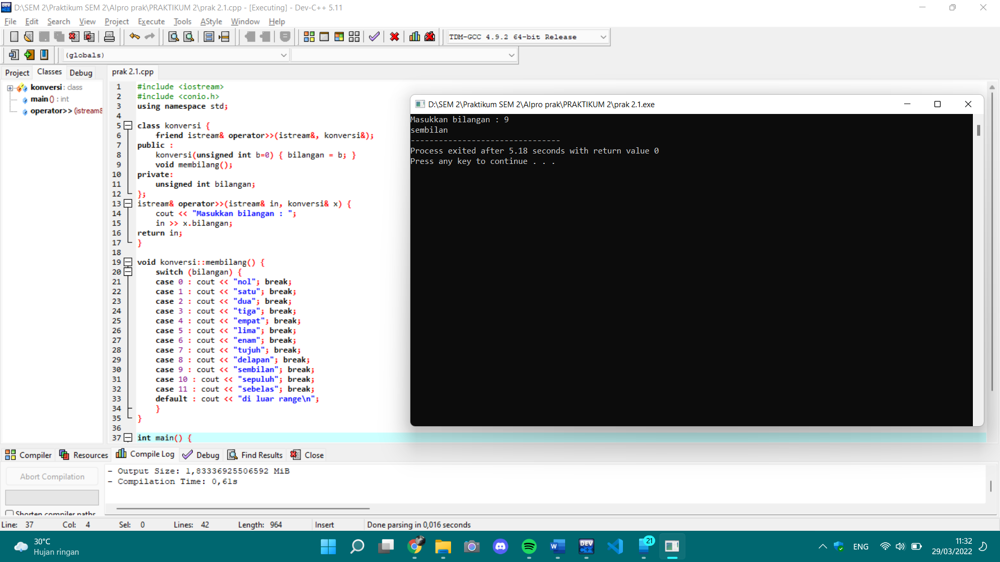 D:\SEM 2\Praktikum SEM 2\Alpro prak\PRAKTIKUM 2\prak 2.1.cpp - [Executing] - Dev-C++ 5.11
File Edit Search View Project Execute Tools AStyle Window Help
TDM-GCC 4.9.2 64-bit Release
(globals)
Project Classes Debug
prak 2.1.cpp
konversi : class
main () : int
operator>> (istream&
1 #include <iostream>
2 #include <conio.h>
3 using namespace std;
4
5 class konversi {
6 friend istream& operator>>(istream&, konversi&);
7 public :
8 konversi(unsigned int b=0) { bilangan = b; }
9 void membilang();
10 private:
11 unsigned int bilangan;
12 };
13 istream& operator>>(istream& in, konversi& x) {
14 cout << "Masukkan bilangan : ";
15 in >> x.bilangan;
16 return in;
17 }
18
19 void konversi::membilang() {
20 switch (bilangan) {
21 case 0 : cout << "nol"; break;
22 case 1 : cout << "satu"; break;
23 case 2 : cout << "dua"; break;
24 case 3 : cout << "tiga"; break;
25 case 4 : cout << "empat"; break;
26 case 5 : cout << "lima"; break;
27 case 6 : cout << "enam"; break;
28 case 7 : cout << "tujuh"; break;
29 case 8 : cout << "delapan"; break;
30 case 9 : cout << "sembilan"; break;
31 case 10 : cout << "sepuluh"; break;
32 case 11 : cout << "sebelas"; break;
33 default : cout << "di luar range\n";
34 }
35 }
36
37 int main() {
D:\SEM 2\Praktikum SEM 2\Alpro prak\PRAKTIKUM 2\prak 2.1.exe
Masukkan bilangan : 9
sembilan
--------------------------------
Process exited after 5.18 seconds with return value 0
Press any key to continue . . .
Compiler Resources Compile Log Debug Find Results Close
Abort Compilation
Shorten compiler paths
- Output Size: 1,83336925506592 MiB
- Compilation Time: 0,61s
Line: 37 Col: 4 Sel: 0 Lines: 42 Length: 964 Insert Done parsing in 0,016 seconds
30°C
Hujan ringan
W
DEV
C++
21
ENG
11:32
29/03/2022